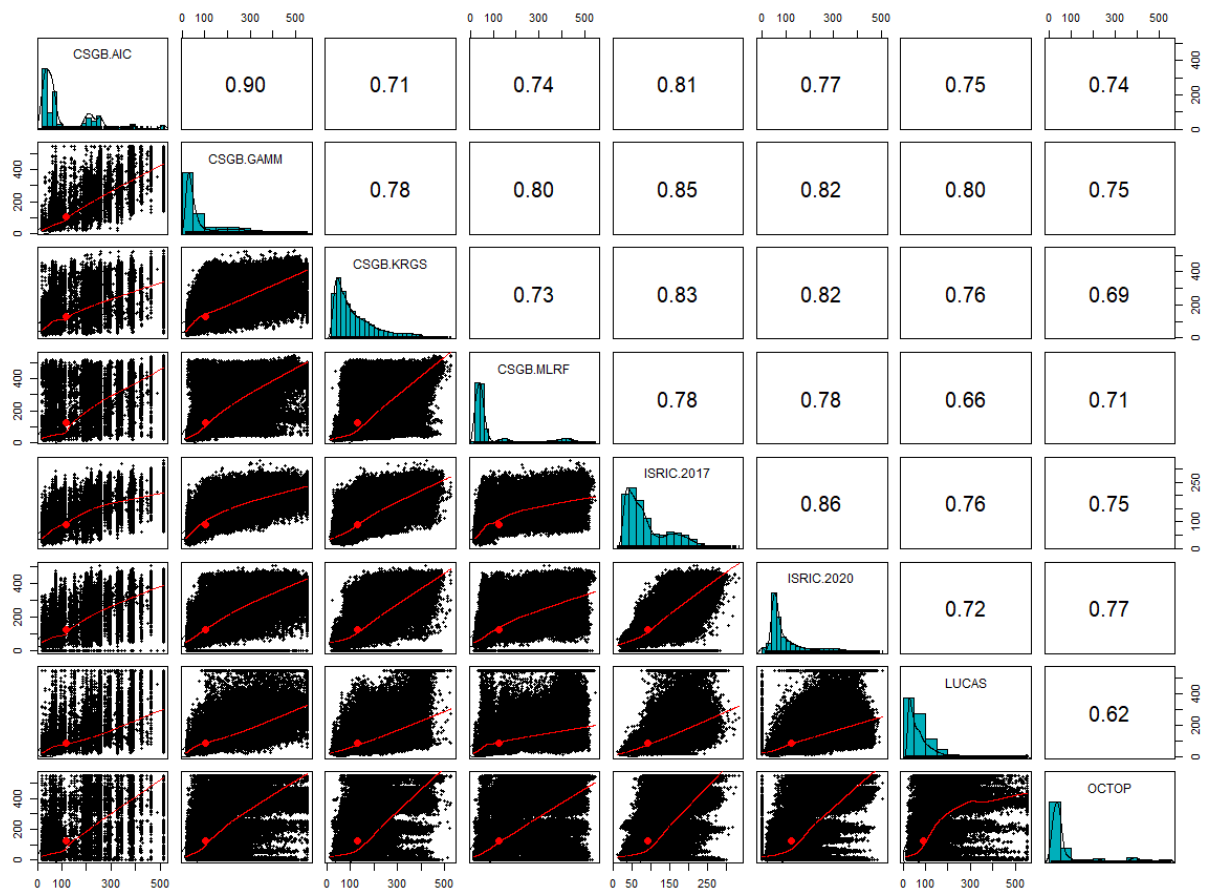 0 100 300 500 0 100 300 500 0 100 300 500 0 100 300 500
CSGB.AIC 0.90 0.71 0.74 0.81 0.77 0.75 0.74
0 200 400
0 200 400
CSGB.GAMM 0.78 0.80 0.85 0.82 0.80 0.75
CSGB.KRGS 0.73 0.83 0.82 0.76 0.69
0 200 400
0 200 400
CSGB.MLRF 0.78 0.78 0.66 0.71
ISRIC.2017 0.86 0.76 0.75
0 100 250
0 200 400
ISRIC.2020 0.72 0.77
LUCAS 0.62
0 200 400
0 200 400
OCTOP
0 100 300 500 0 100 300 500 0 50 150 300 0 100 300 500